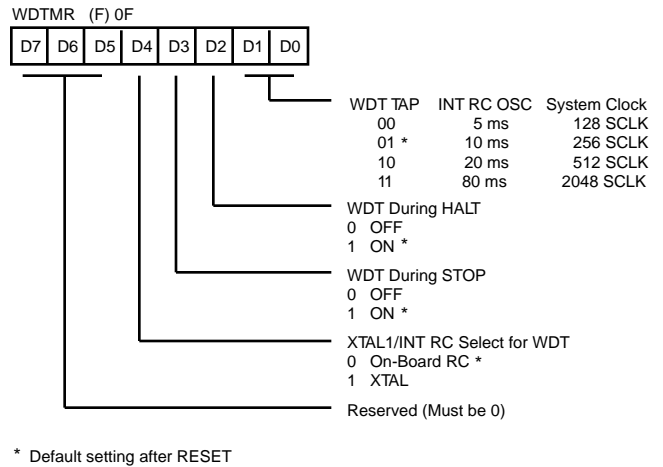 WDTMR (F) 0F
D7 D6 D5 D4 D3 D2 D1 D0
WDT TAP INT RC OSC System Clock
00 5 ms 128 SCLK
01 * 10 ms 256 SCLK
10 20 ms 512 SCLK
11 80 ms 2048 SCLK
WDT During HALT
0 OFF
1 ON *
WDT During STOP
0 OFF
1 ON *
XTAL1/INT RC Select for WDT
0 On-Board RC *
1 XTAL
Reserved (Must be 0)
* Default setting after RESET